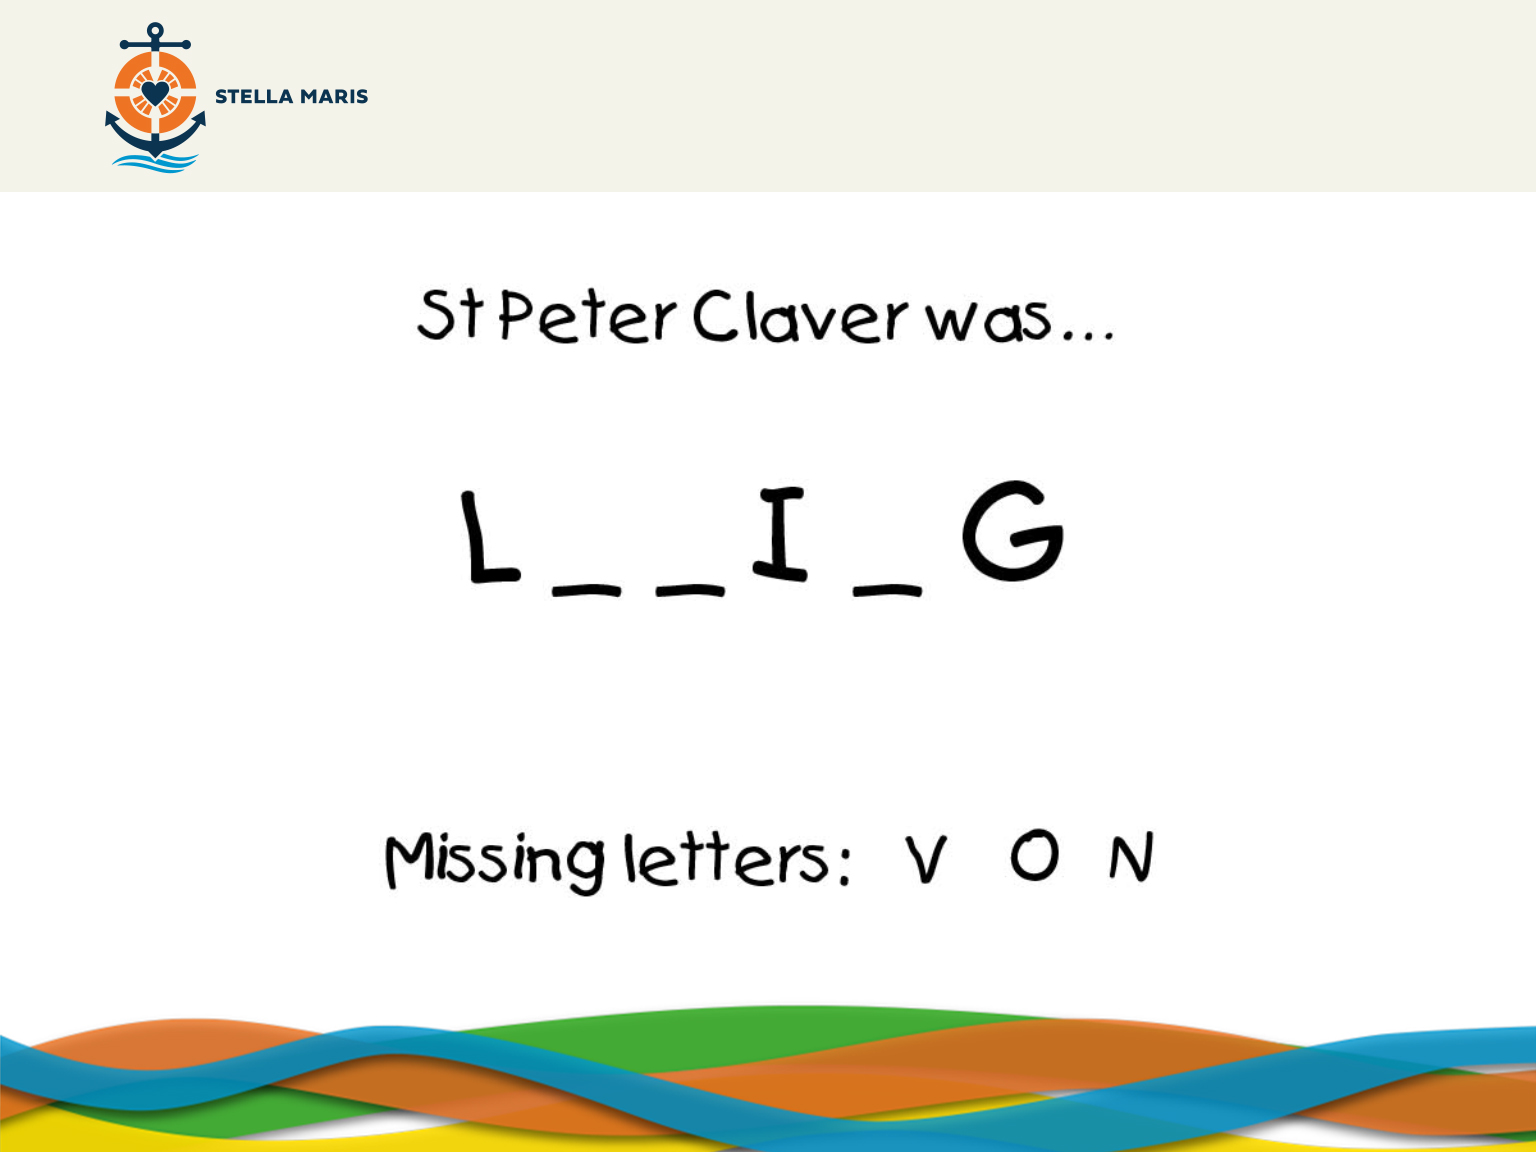 STELLA MARIS
St Peter Claver was...
L _ _ I _ G
Missing letters: V O N